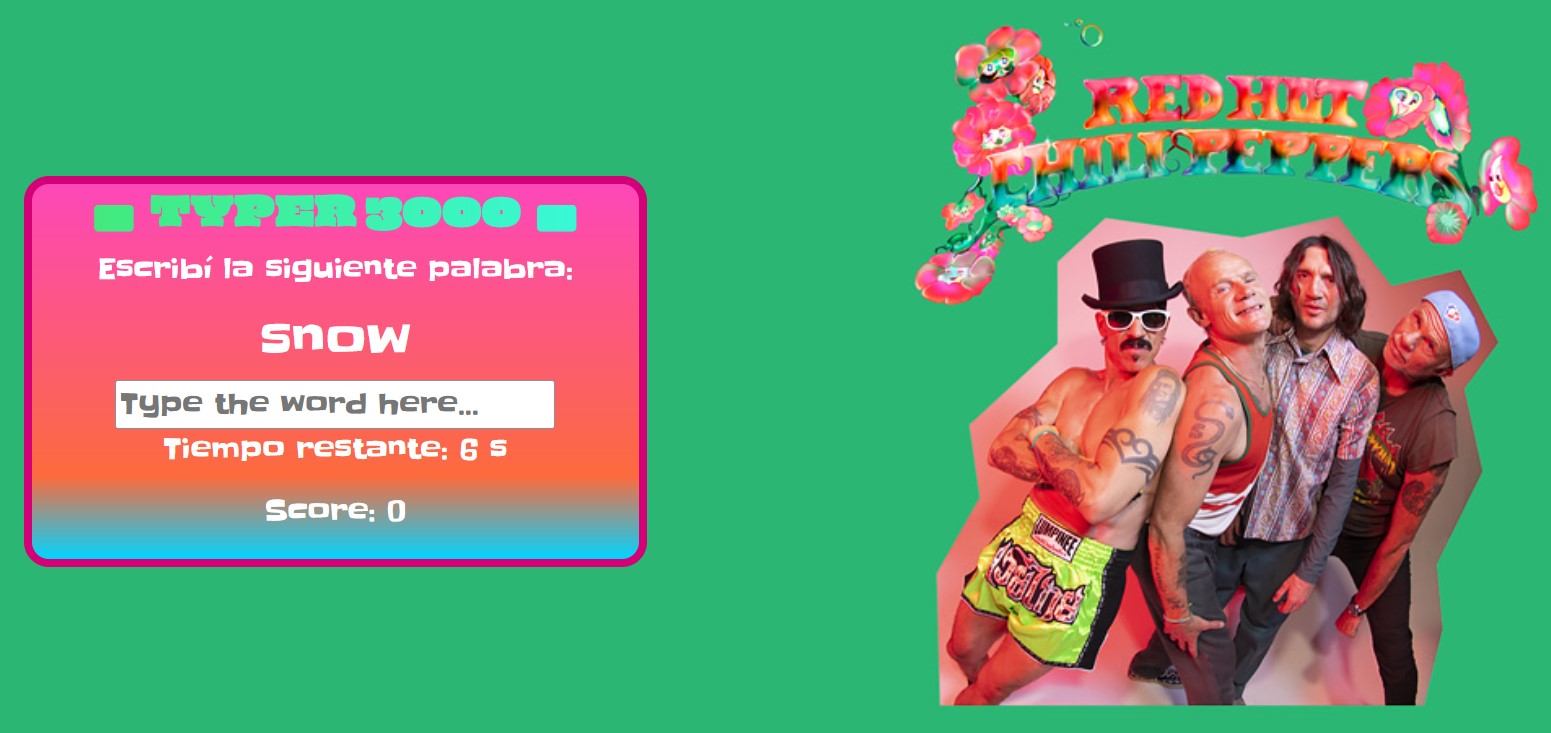 TYPER 3000
Escribí la siguiente palabra:
snow
Type the word here...
Tiempo restante: 6 s
Score: 0
RED HOT
CHILI PEPPERS
LUMPINEE